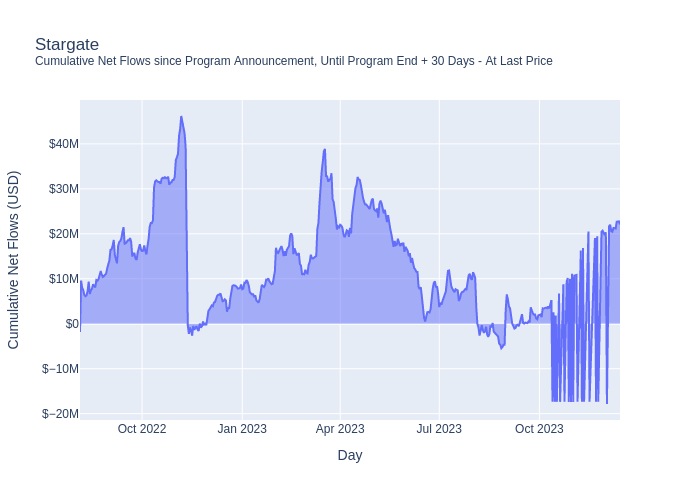 Stargate
Cumulative Net Flows since Program Announcement, Until Program End + 30 Days - At Last Price
Cumulative Net Flows (USD)
$40M
$30M
$20M
$10M
$0
$−10M
$−20M
Oct 2022
Jan 2023
Apr 2023
Jul 2023
Oct 2023
Day